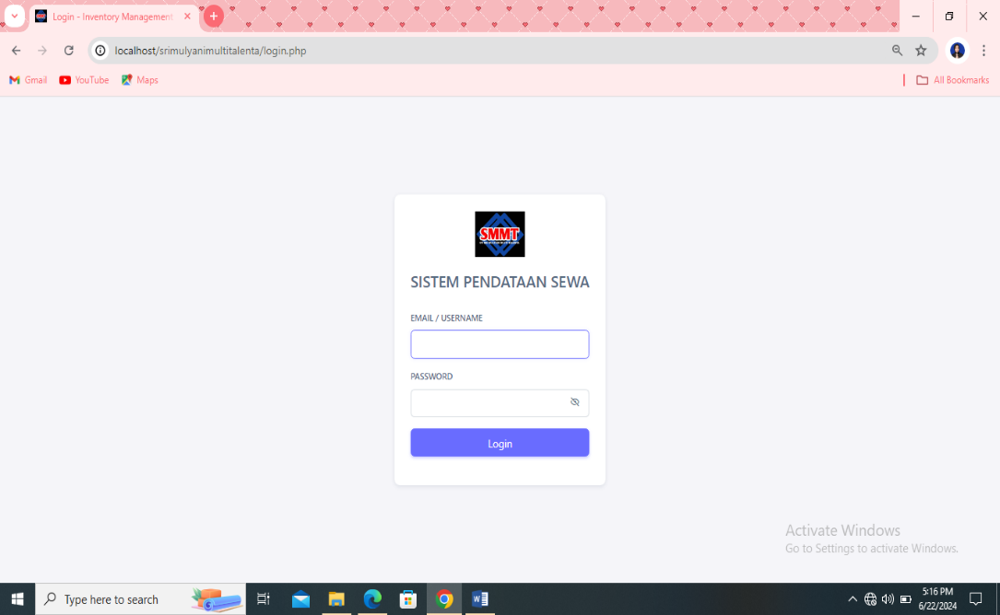 Login - Inventory Management
localhost/srimulyanimultitalenta/login.php
Gmail
YouTube
Maps
All Bookmarks
SMMT
SISTEM PENDATAAN SEWA
EMAIL / USERNAME
PASSWORD
Login
Activate Windows
Go to Settings to activate Windows.
Type here to search
5:16 PM
6/22/2024